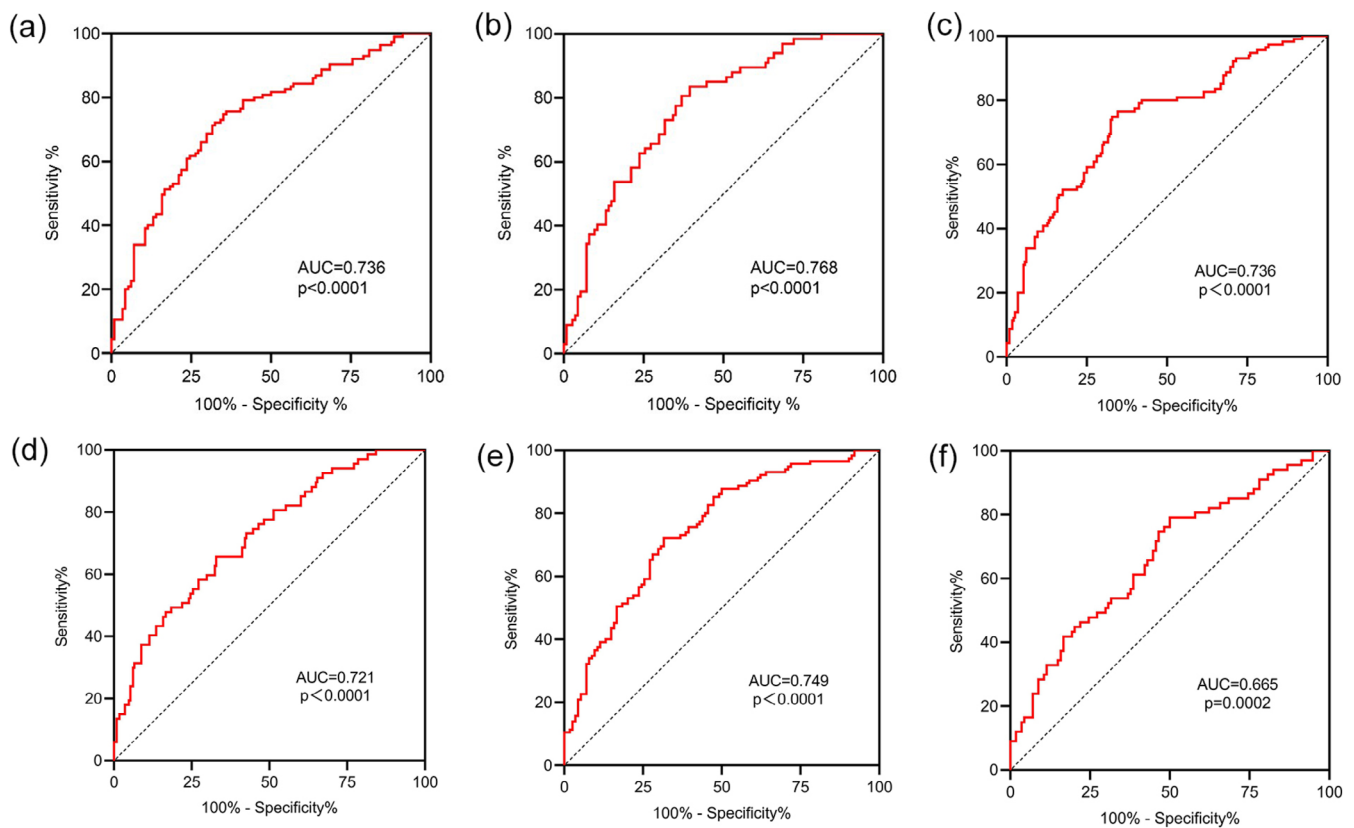 (a)
100
80
60
40
20
0
Sensitivity %
AUC=0.736
p<0.0001
0 25 50 75 100
100% - Specificity %
(b)
100
80
60
40
20
0
Sensitivity %
AUC=0.768
p<0.0001
0 25 50 75 100
100% - Specificity %
(c)
100
80
60
40
20
0
Sensitivity%
AUC=0.736
p<0.0001
0 25 50 75 100
100% - Specificity%
(d)
100
80
60
40
20
0
Sensitivity%
AUC=0.721
p<0.0001
0 25 50 75 100
100% - Specificity%
(e)
100
80
60
40
20
0
Sensitivity%
AUC=0.749
p<0.0001
0 25 50 75 100
100% - Specificity%
(f)
100
80
60
40
20
0
Sensitivity%
AUC=0.665
p=0.0002
0 25 50 75 100
100% - Specificity%